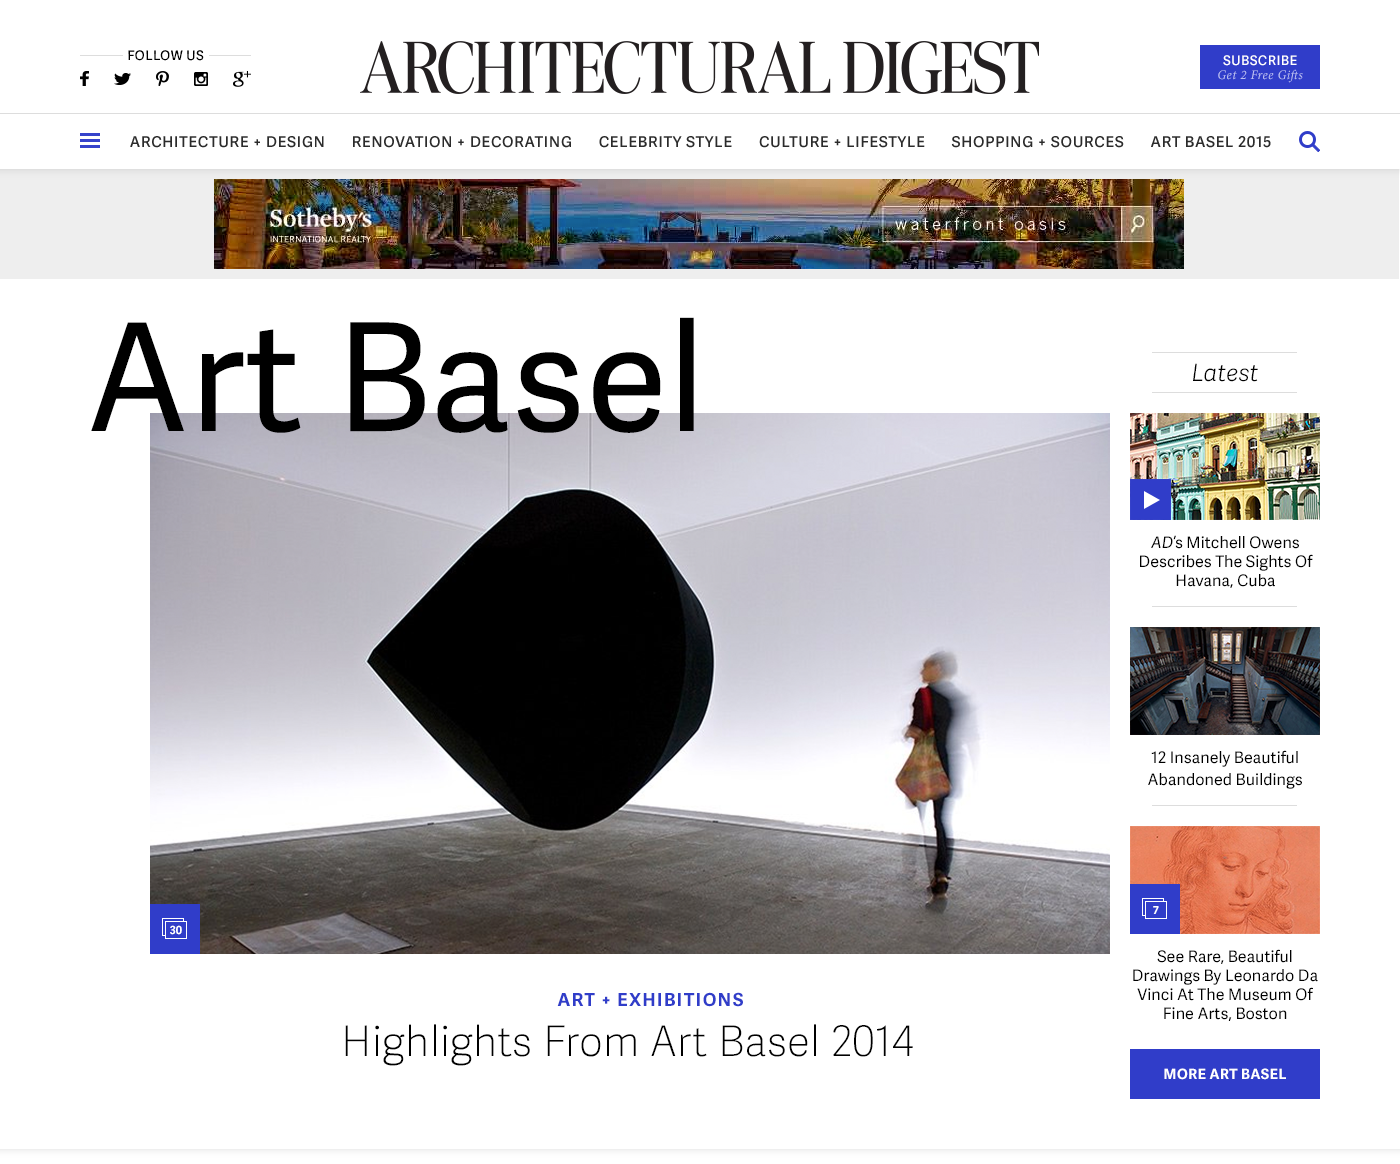 FOLLOW US
ARCHITECTURAL DIGEST
SUBSCRIBE
Get 2 Free Gifts
ARCHITECTURE + DESIGN RENOVATION + DECORATING CELEBRITY STYLE CULTURE + LIFESTYLE SHOPPING + SOURCES ART BASEL 2015
Sotheby's
INTERNATIONAL REALTY
waterfront oasis
Art Basel
30
ART + EXHIBITIONS
Highlights From Art Basel 2014
Latest
AD's Mitchell Owens
Describes The Sights Of
Havana, Cuba
12 Insanely Beautiful
Abandoned Buildings
7
See Rare, Beautiful
Drawings By Leonardo Da
Vinci At The Museum Of
Fine Arts, Boston
MORE ART BASEL